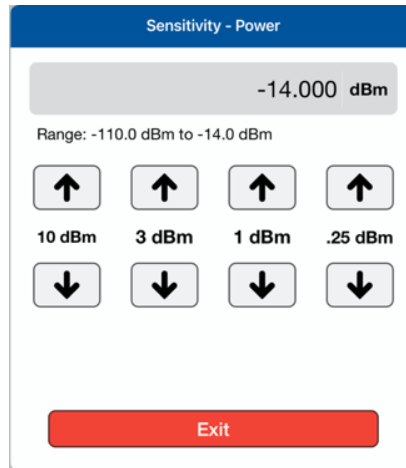 Sensitivity - Power
-14.000 dBm
Range: -110.0 dBm to -14.0 dBm
10 dBm 3 dBm 1 dBm .25 dBm
Exit